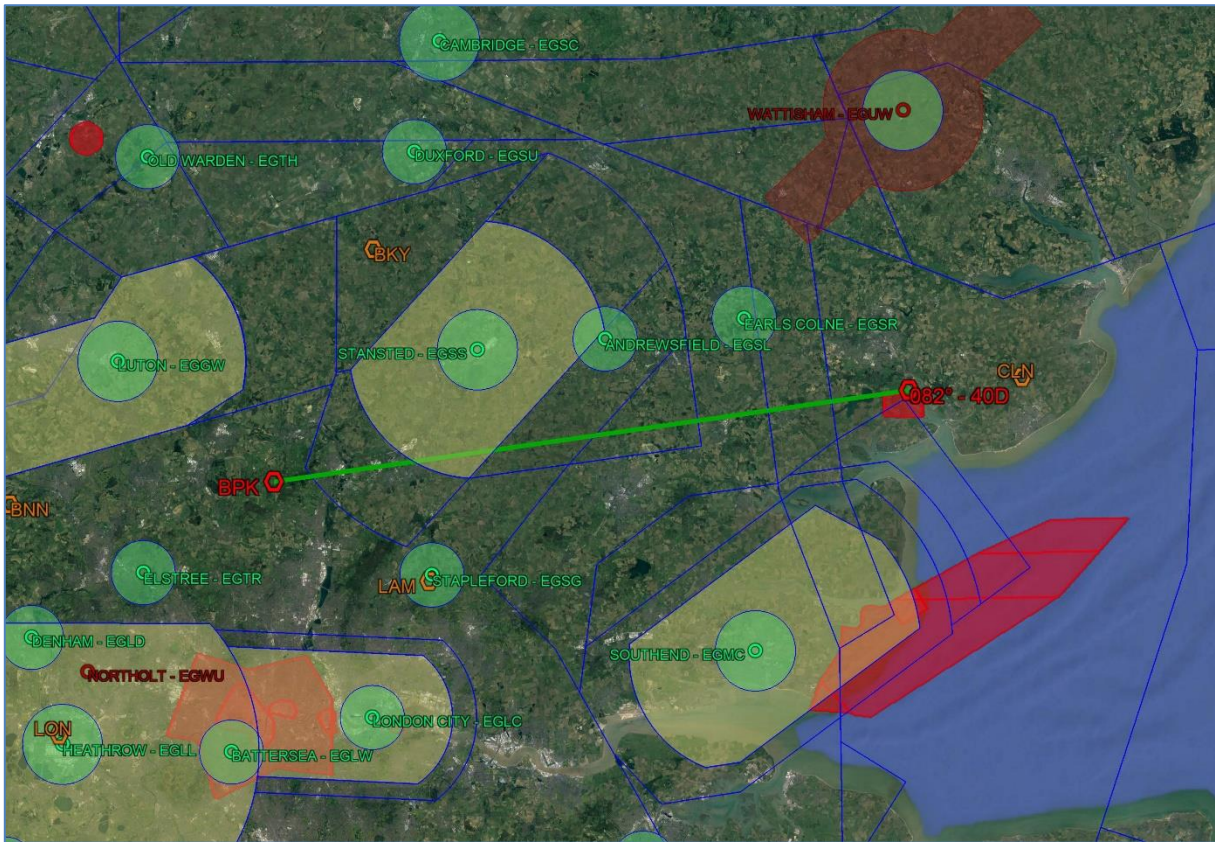 CAMBRIDGE - EGSC
WATTISHAM - EGUW
OLD WARDEN - EGTH
DUXFORD - EGSU
BKY
EARLS COLNE - EGSR
ANDREWSFIELD - EGSL
STANSTED - EGSS
LUTON - EGGW
CLN
082° - 40D
BPK
BNN
ELSTREE - EGTR
LAM
STAPLEFORD - EGSG
DENHAM - EGLD
SOUTHEND - EGMC
NORTHOLT - EGWU
LONDON CITY - EGLC
LON
HEATHROW - EGLL
BATTERSEA - EGLW